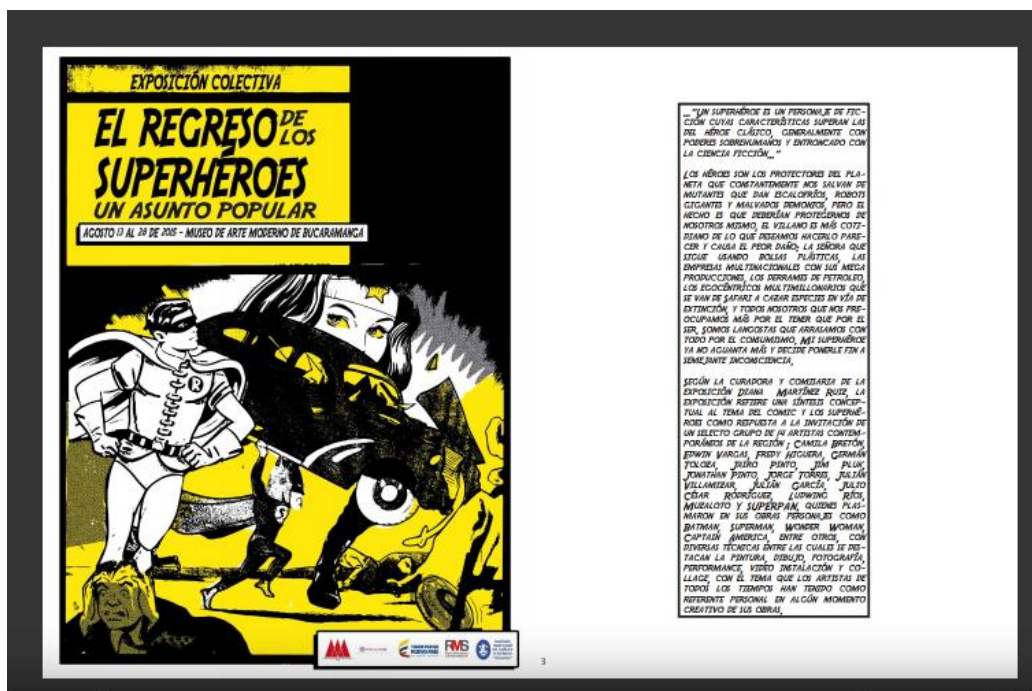 EXPOSICIÓN COLECTIVA
EL REGRESO DE LOS
SUPERHÉROES
UN ASUNTO POPULAR
AGOSTO 13 AL 28 DE 2015 - MUSEO DE ARTE MODERNO DE BUCARAMANGA
R
S
TODOS POR UN
NUEVO PAÍS
RMS
3
..."UN SUPERHÉROE ES UN PERSONAJE DE FIC-
CIÓN CUYAS CARACTERÍSTICAS SUPERAN LAS
DEL HÉROE CLÁSICO, GENERALMENTE CON
PODERES SOBREHUMANOS Y ENTRONCADO CON
LA CIENCIA FICCIÓN..."
LOS HÉROES SON LOS PROTECTORES DEL PLA-
NETA QUE CONSTANTEMENTE NOS SALVAN DE
MUTANTES QUE DAN ESCALOFRÍOS, ROBOTS
GIGANTES Y MALVADOS DEMONIOS, PERO EL
HECHO ES QUE DEBERÍAN PROTEGERNOS DE
NOSOTROS MISMO, EL VILLANO ES MÁS COTI-
DIANO DE LO QUE DESEAMOS HACERLO PARE-
CER Y CAUSA EL PEOR DAÑO; LA SEÑORA QUE
SIGUE USANDO BOLSAS PLÁSTICAS, LAS
EMPRESAS MULTINACIONALES CON SUS MEGA
PRODUCCIONES, LOS DERRAMES DE PETROLEO,
LOS EGOCÉNTRICOS MULTIMILLONARIOS QUE
SE VAN DE SAFARI A CAZAR ESPECIES EN VÍA DE
EXTINCIÓN, Y TODOS NOSOTROS QUE NOS PRE-
OCUPAMOS MÁS POR EL TENER QUE POR EL
SER, SOMOS LANGOSTAS QUE ARRASAMOS CON
TODO POR EL CONSUMISMO, MI SUPERHÉROE
YA NO AGUANTA MÁS Y DECIDE PONERLE FIN A
SEMEJANTE INCONSCIENCIA.
SEGÚN LA CURADORA Y COMISARIA DE LA
EXPOSICIÓN DIANA MARTÍNEZ RUIZ, LA
EXPOSICIÓN REFIERE UNA SÍNTESIS CONCEP-
TUAL AL TEMA DEL COMIC Y LOS SUPERHÉ-
ROES COMO RESPUESTA A LA INVITACIÓN DE
UN SELECTO GRUPO DE 14 ARTISTAS CONTEM-
PORÁNEOS DE LA REGIÓN ; CAMILA BRETÓN,
EDWIN VARGAS, FREDY HIGUERA, GERMÁN
TOLOZA, JAIRO PINTO, JIM PLUK,
JONATHAN PINTO, JORGE TORRES, JULIÁN
VILLAMIZAR, JULIÁN GARCÍA, JULIO
CÉSAR RODRÍGUEZ, LUDWING RÍOS,
MUZALOTO Y SUPERPAN, QUIENES PLAS-
MARON EN SUS OBRAS PERSONAJES COMO
BATMAN, SUPERMAN, WONDER WOMAN,
CAPTAIN AMERICA, ENTRE OTROS, CON
DIVERSAS TÉCNICAS ENTRE LAS CUALES SE DES-
TACAN LA PINTURA, DIBUJO, FOTOGRAFÍA,
PERFORMANCE, VIDEO INSTALACIÓN Y CO-
LLAGE, CON EL TEMA QUE LOS ARTISTAS DE
TODOS LOS TIEMPOS HAN TENIDO COMO
REFERENTE PERSONAL EN ALGÚN MOMENTO
CREATIVO DE SUS OBRAS.